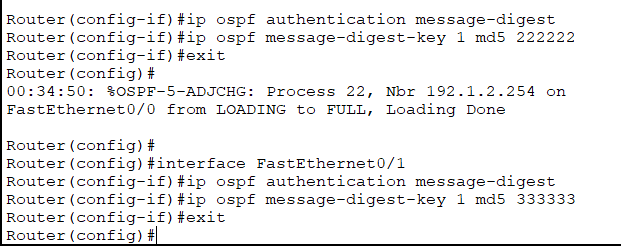 Router(config-if)#ip ospf authentication message-digest
Router(config-if)#ip ospf message-digest-key 1 md5 222222
Router(config-if)#exit
Router(config)#
00:34:50: %OSPF-5-ADJCHG: Process 22, Nbr 192.1.2.254 on
FastEthernet0/0 from LOADING to FULL, Loading Done
Router(config)#
Router(config)#interface FastEthernet0/1
Router(config-if)#ip ospf authentication message-digest
Router(config-if)#ip ospf message-digest-key 1 md5 333333
Router(config-if)#exit
Router(config)#